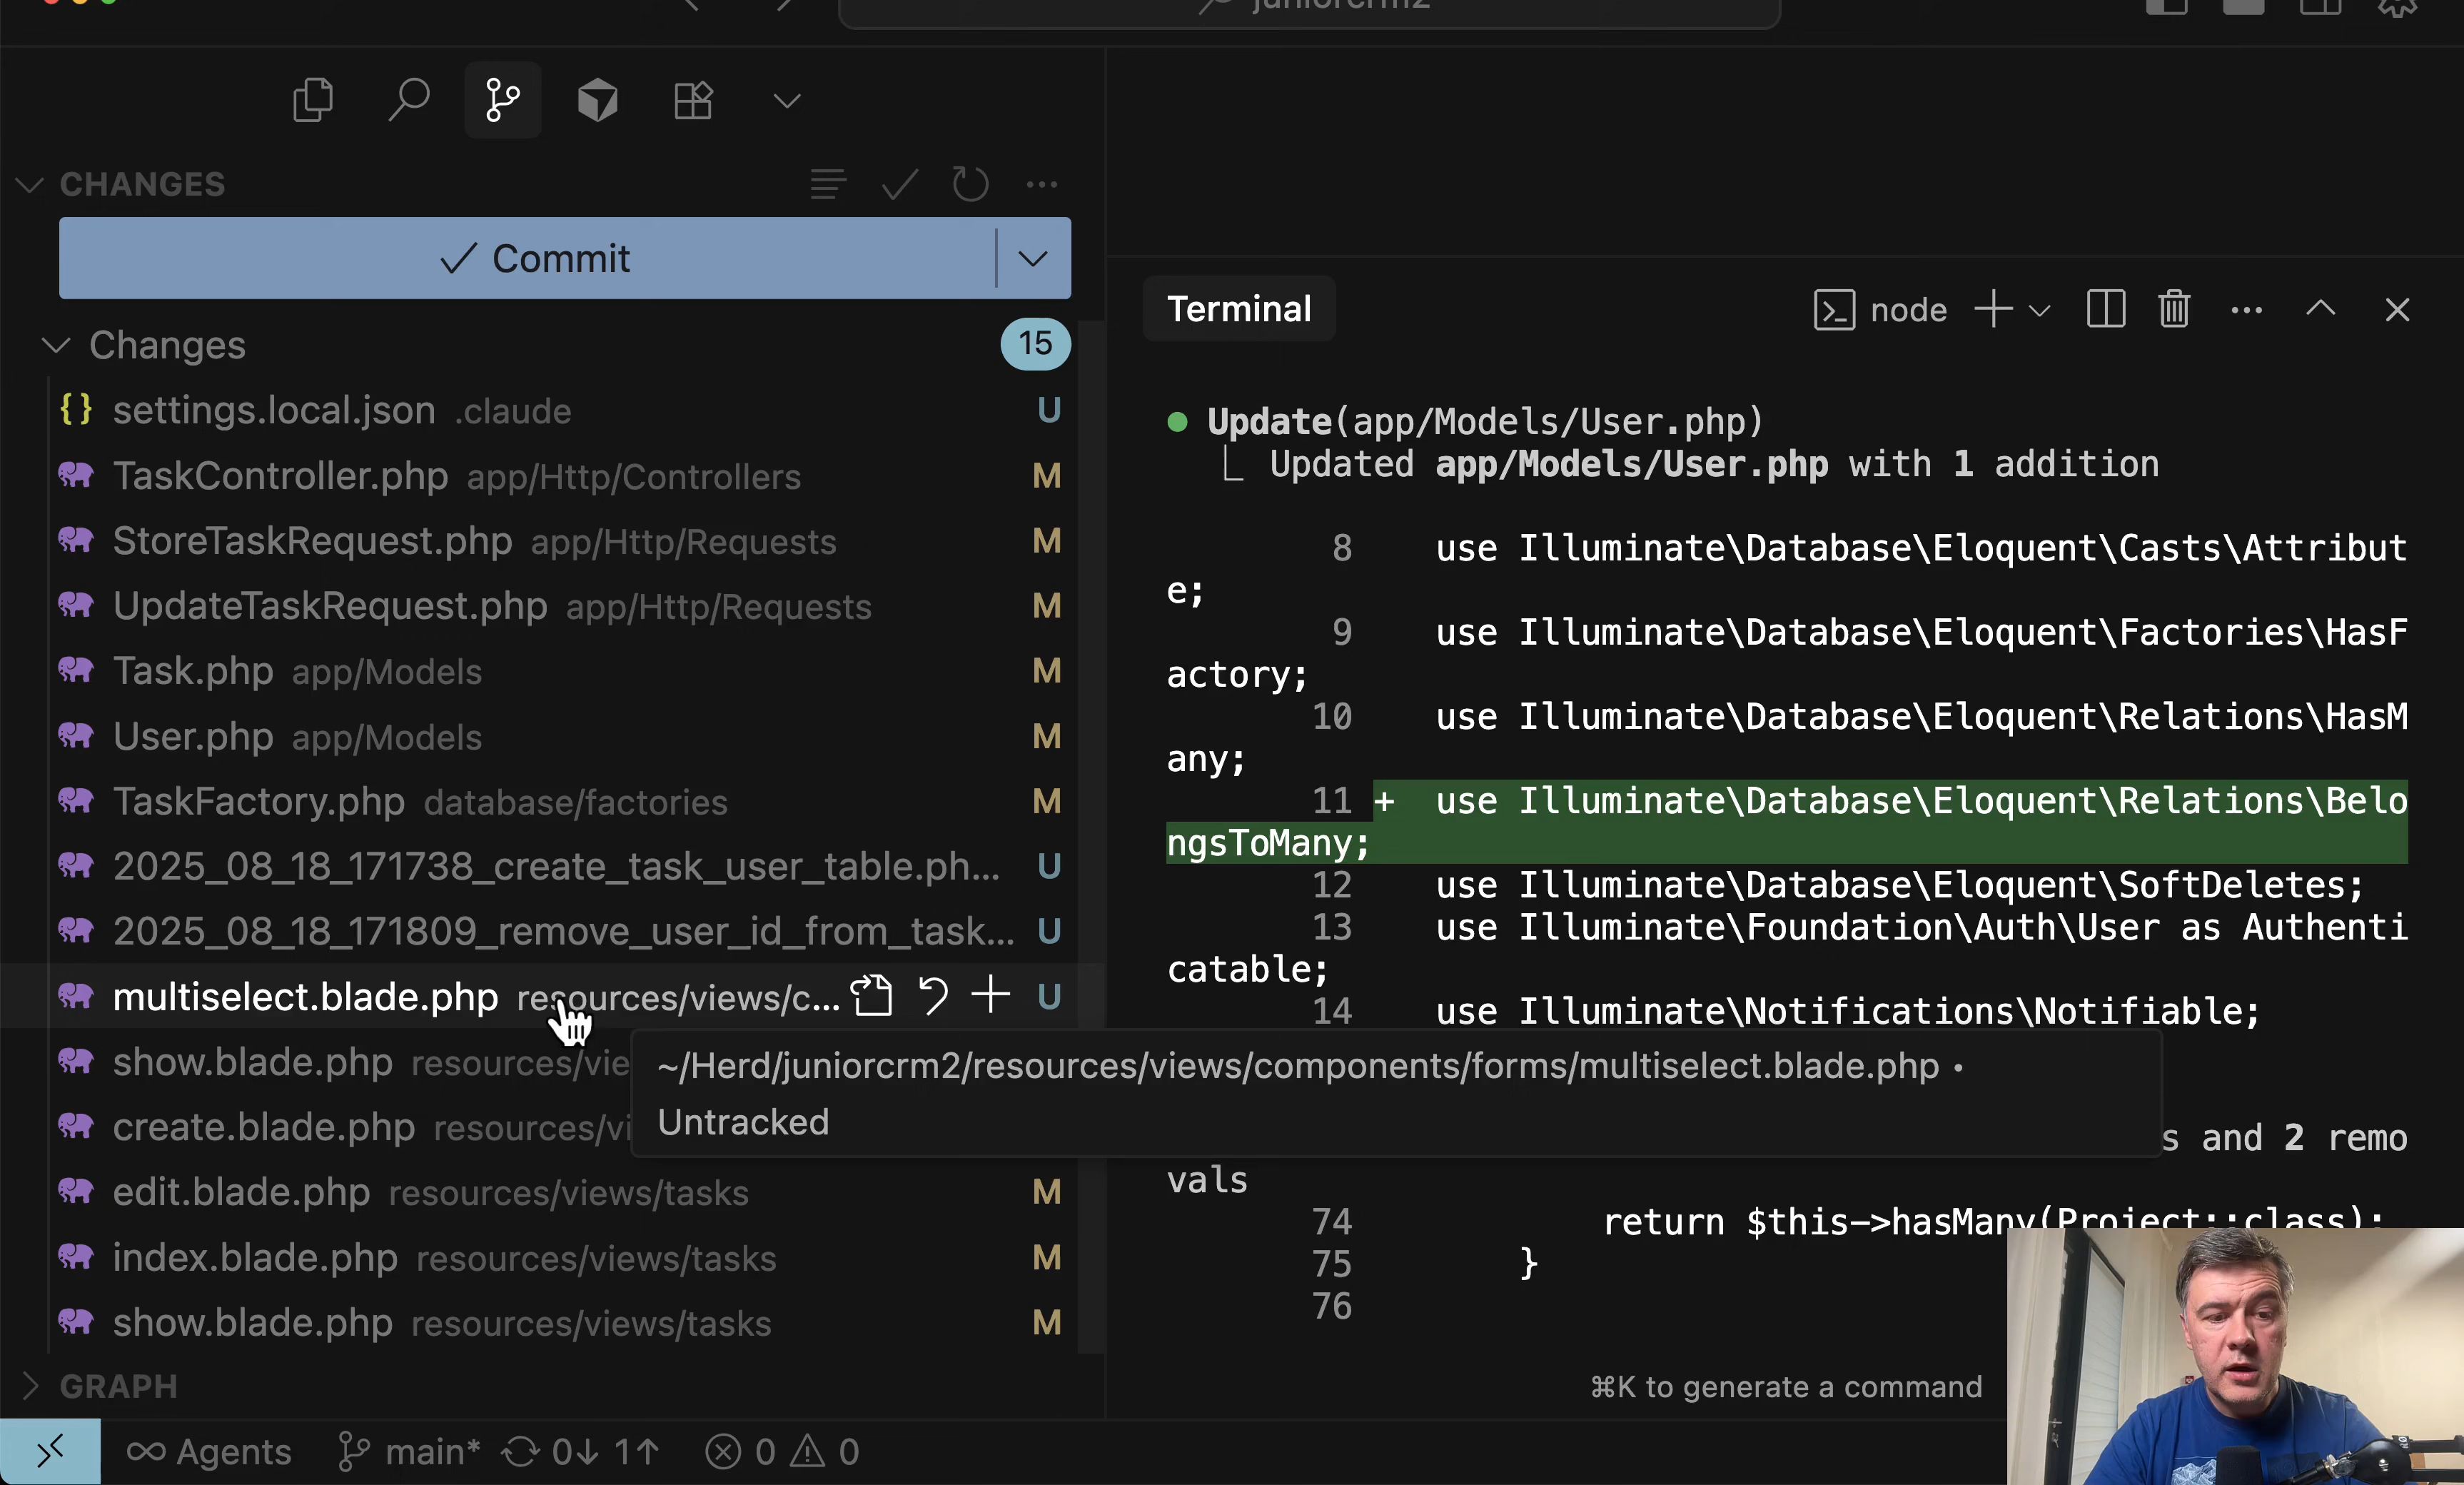 juniorcrm2
CHANGES
Commit
Changes
15
{} settings.local.json .claude U
TaskController.php app/Http/Controllers M
StoreTaskRequest.php app/Http/Requests M
UpdateTaskRequest.php app/Http/Requests M
Task.php app/Models M
User.php app/Models M
TaskFactory.php database/factories M
2025_08_18_171738_create_task_user_table.ph... U
2025_08_18_171809_remove_user_id_from_task... U
multiselect.blade.php resources/views/c... U
show.blade.php resources/vie
create.blade.php resources/vi
edit.blade.php resources/views/tasks M
index.blade.php resources/views/tasks M
show.blade.php resources/views/tasks M
GRAPH
~/Herd/juniorcrm2/resources/views/components/forms/multiselect.blade.php •
Untracked
Terminal
node
Update(app/Models/User.php)
Updated app/Models/User.php with 1 addition
8 use Illuminate\Database\Eloquent\Casts\Attribut
e;
9 use Illuminate\Database\Eloquent\Factories\HasF
actory;
10 use Illuminate\Database\Eloquent\Relations\HasM
any;
11 + use Illuminate\Database\Eloquent\Relations\Belo
ngsToMany;
12 use Illuminate\Database\Eloquent\SoftDeletes;
13 use Illuminate\Foundation\Auth\User as Authenti
catable;
14 use Illuminate\Notifications\Notifiable;
s and 2 remo
vals
74 return $this->hasMany(Project::class);
75 }
76
⌘K to generate a command
Agents main* 0↓ 1↑ 0 0